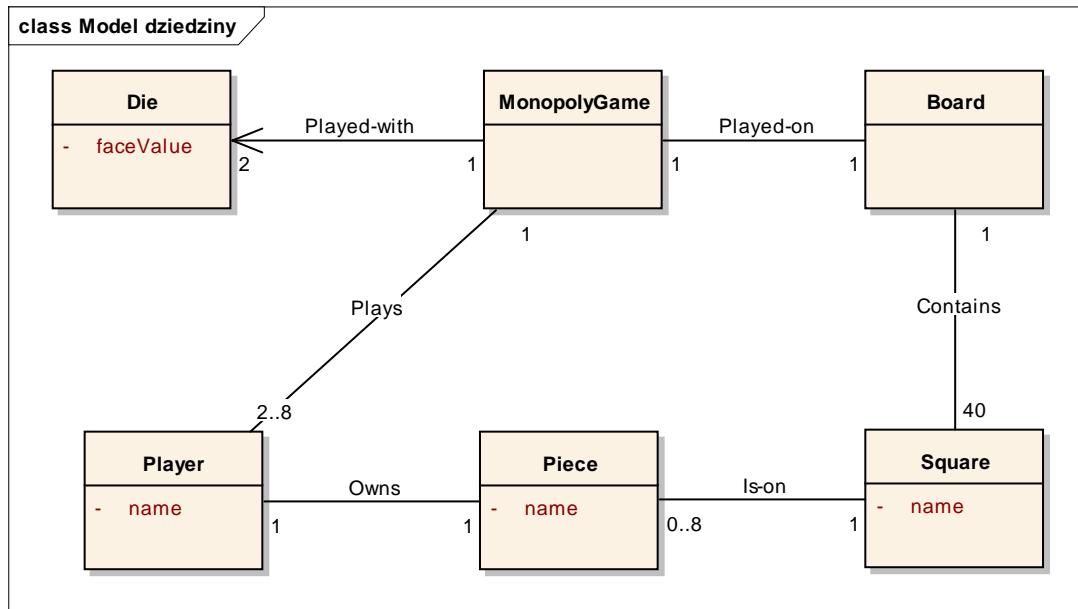 class Model dziedziny
Die
- faceValue
MonopolyGame
Board
Played-with
2
1
Played-on
1
1
1
Plays
2..8
1
Contains
40
Player
- name
Owns
1
1
Piece
- name
Is-on
0..8
1
Square
- name